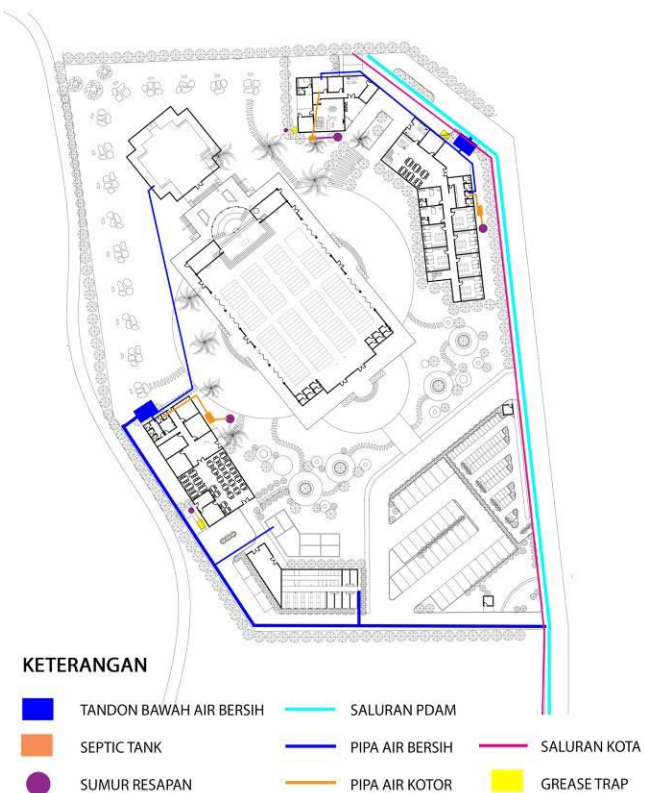 KETERANGAN
TANDON BAWAH AIR BERSIH
SALURAN PDAM
SEPTIC TANK
PIPA AIR BERSIH
SALURAN KOTA
SUMUR RESAPAN
PIPA AIR KOTOR
GREASE TRAP